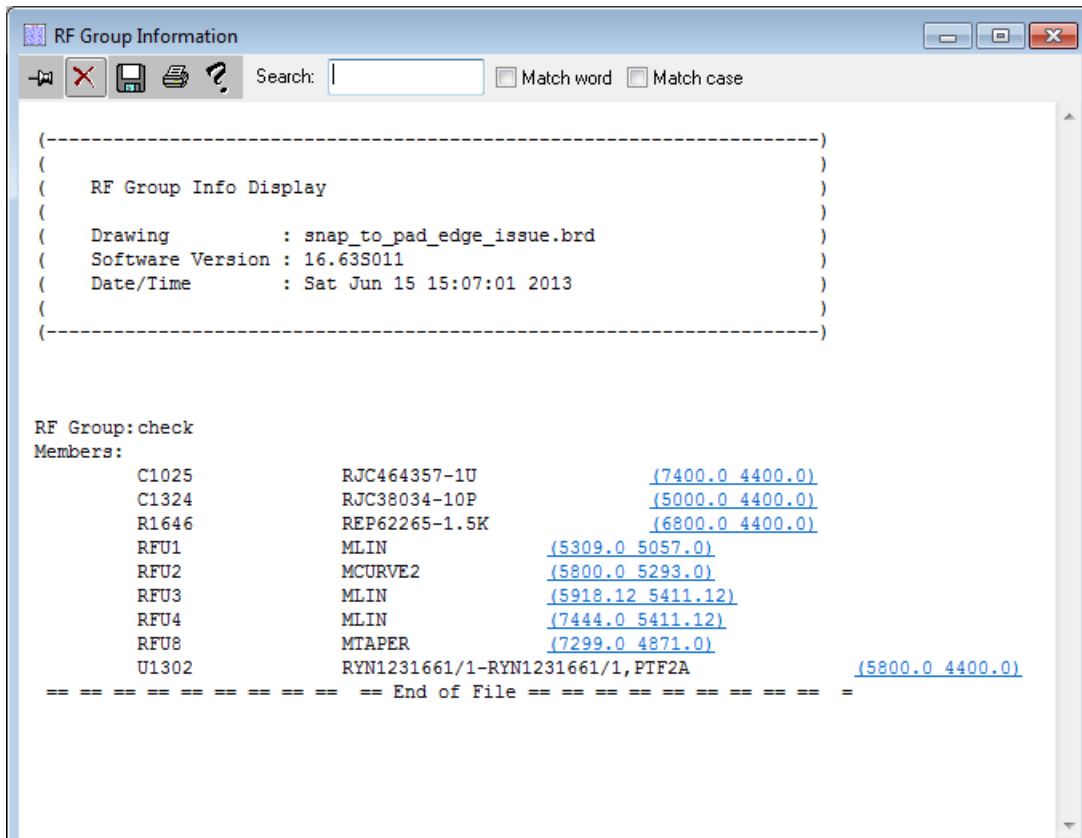 RF Group Information
Search: Match word Match case
(---------------------------------------------------------------------)
( )
( RF Group Info Display )
( )
( Drawing : snap_to_pad_edge_issue.brd )
( Software Version : 16.63S011 )
( Date/Time : Sat Jun 15 15:07:01 2013 )
( )
(---------------------------------------------------------------------)
RF Group:check
Members:
C1025 RJC464357-1U (7400.0 4400.0)
C1324 RJC38034-10P (5000.0 4400.0)
R1646 REP62265-1.5K (6800.0 4400.0)
RFU1 MLIN (5309.0 5057.0)
RFU2 MCURVE2 (5800.0 5293.0)
RFU3 MLIN (5918.12 5411.12)
RFU4 MLIN (7444.0 5411.12)
RFU8 MTAPER (7299.0 4871.0)
U1302 RYN1231661/1-RYN1231661/1,PTF2A (5800.0 4400.0)
== == == == == == == == == == End of File == == == == == == == == == =